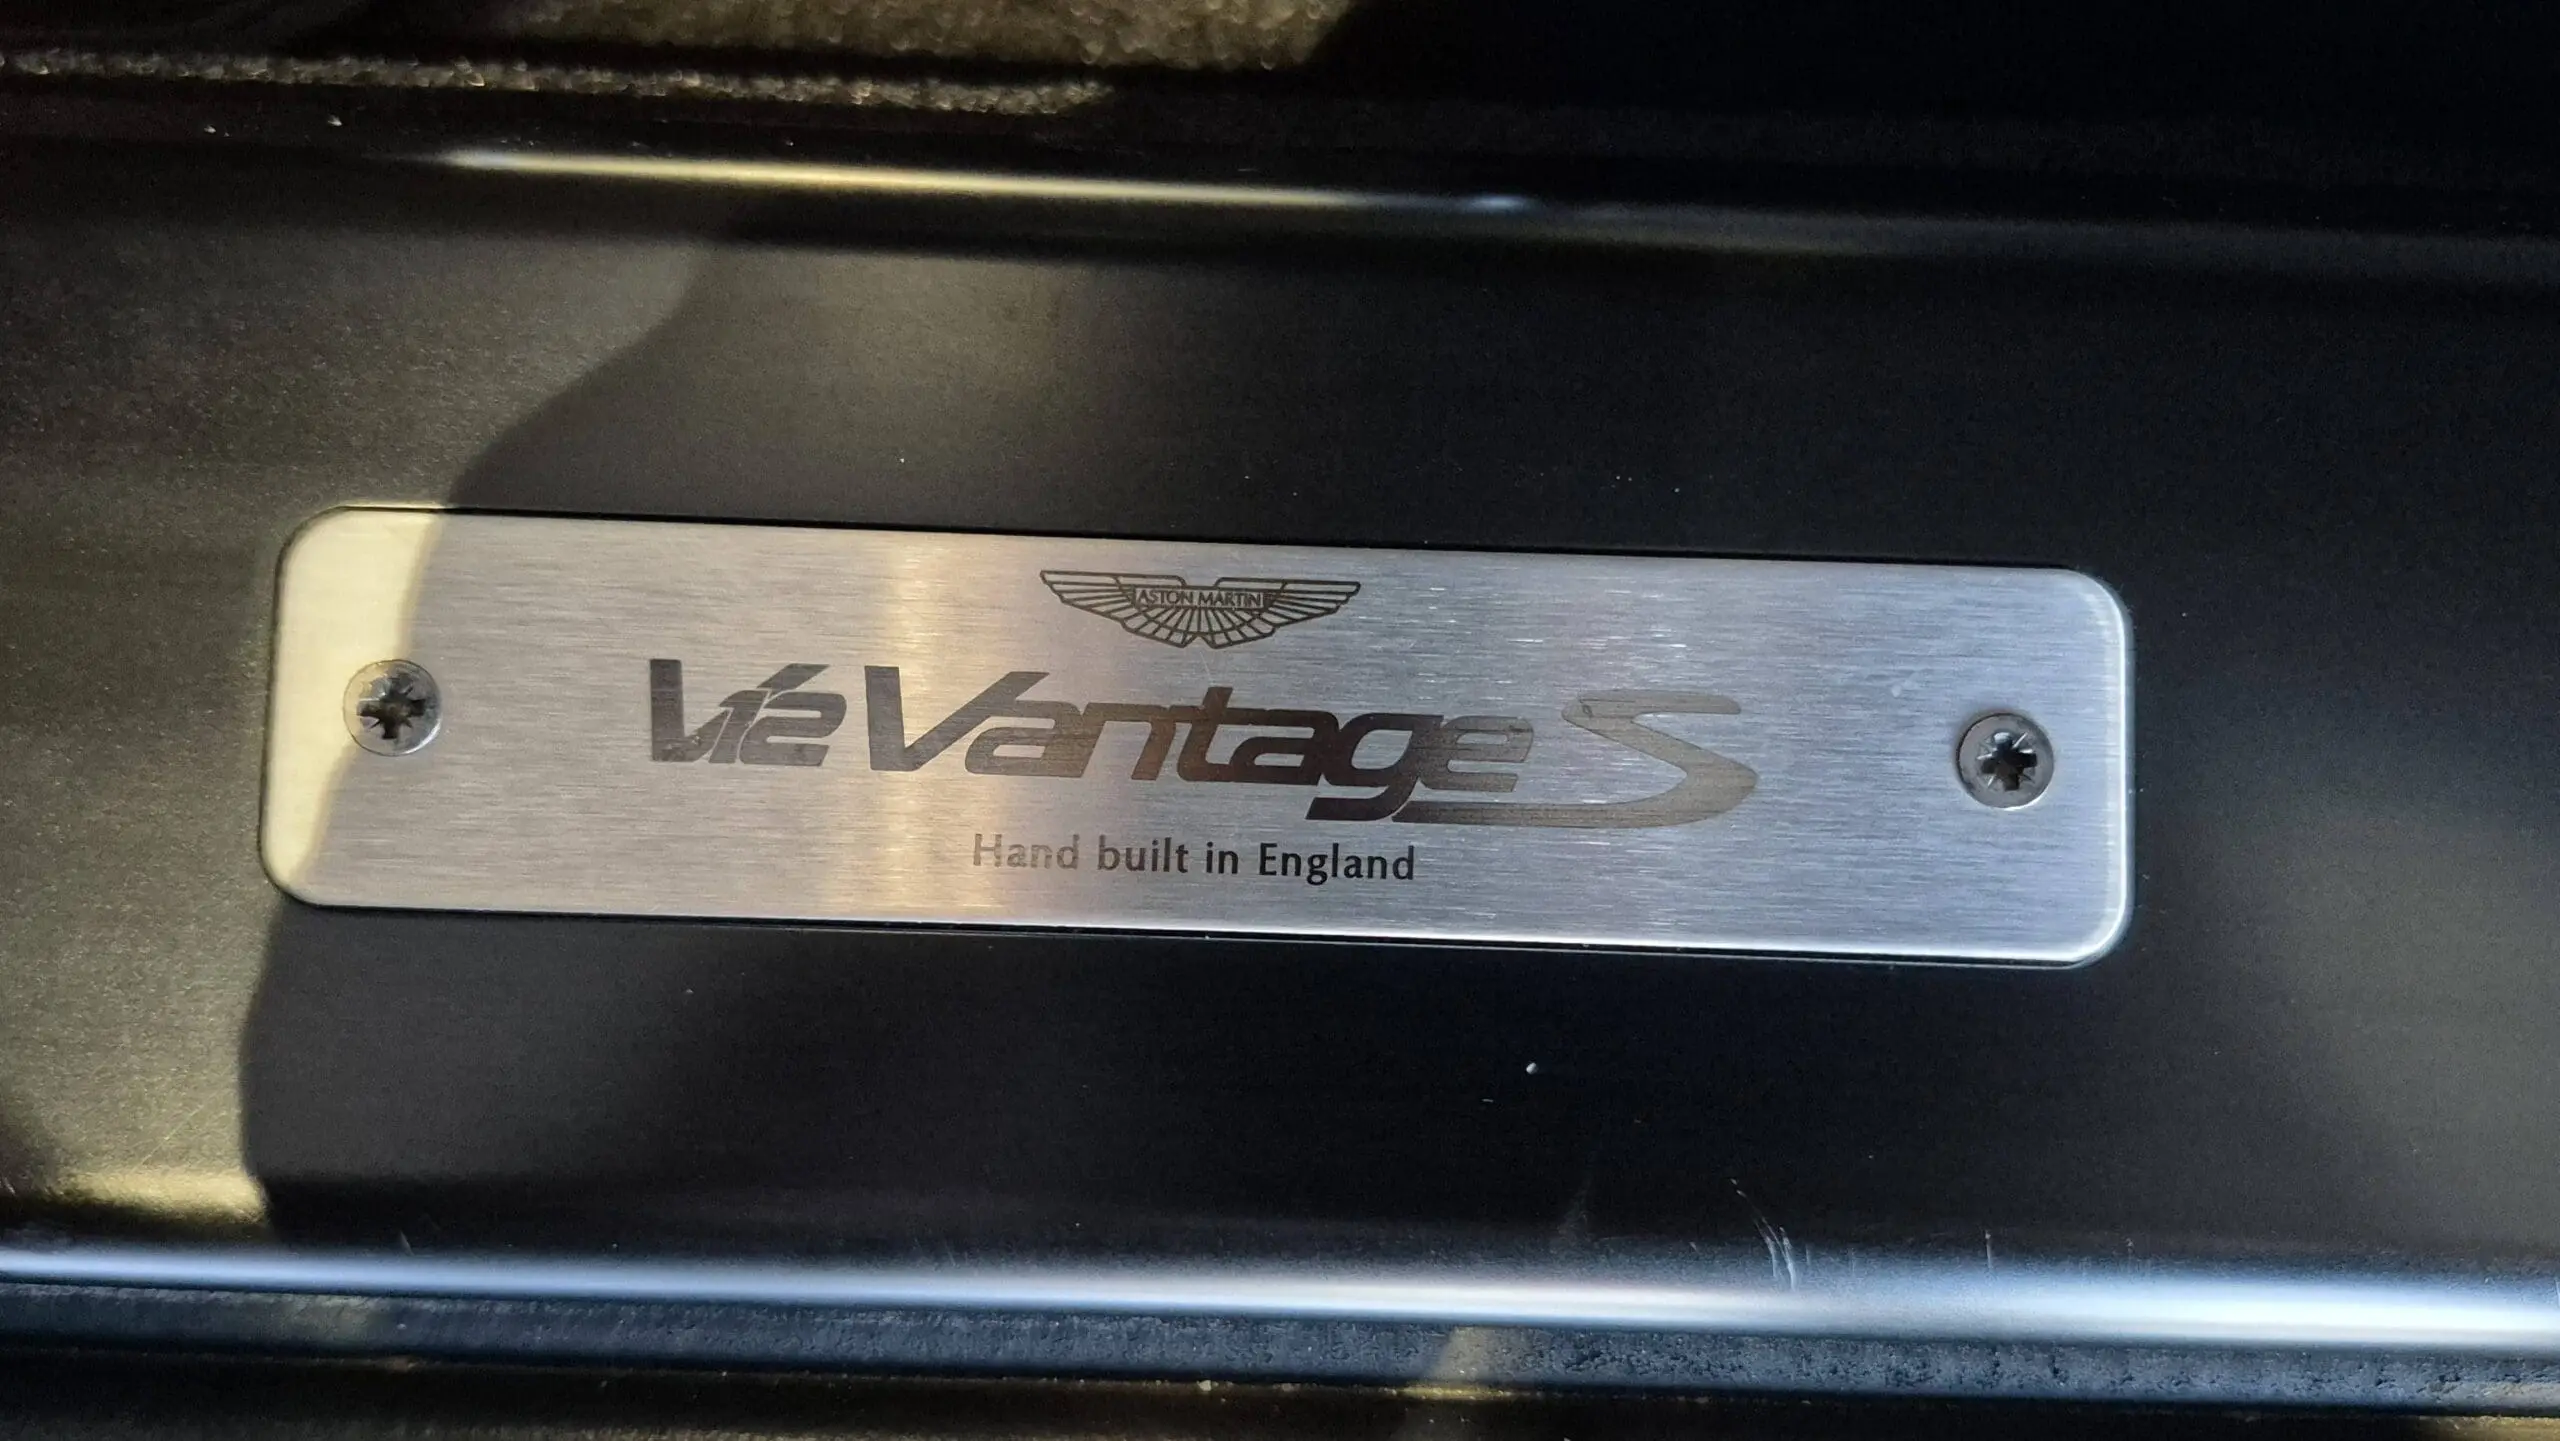 ASTON MARTIN
V12 Vantage S
Hand built in England